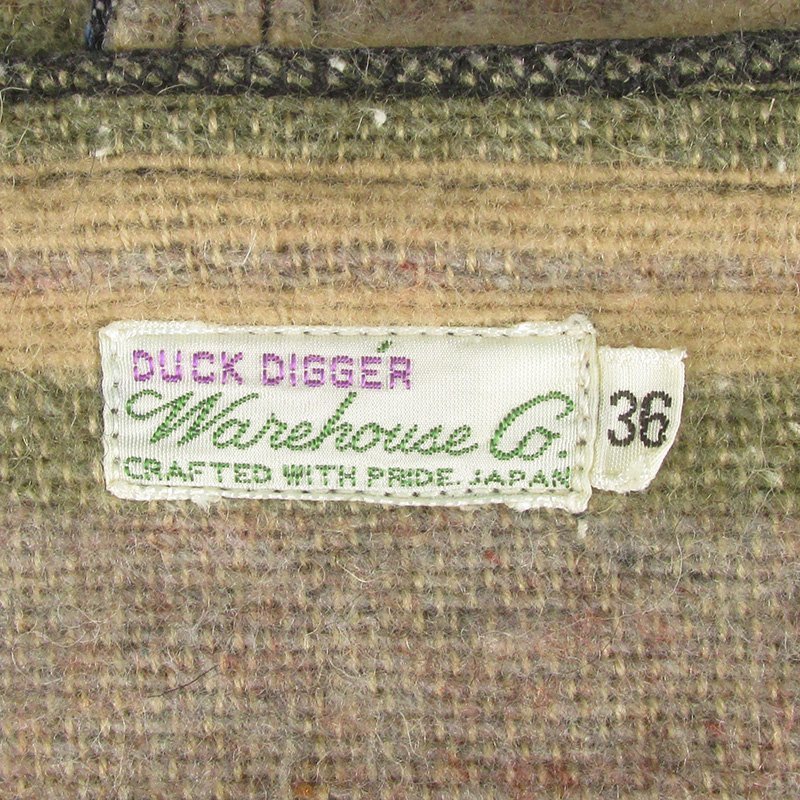 DUCK DIGGER
Warehouse Co.
CRAFTED WITH PRIDE. JAPAN.
36